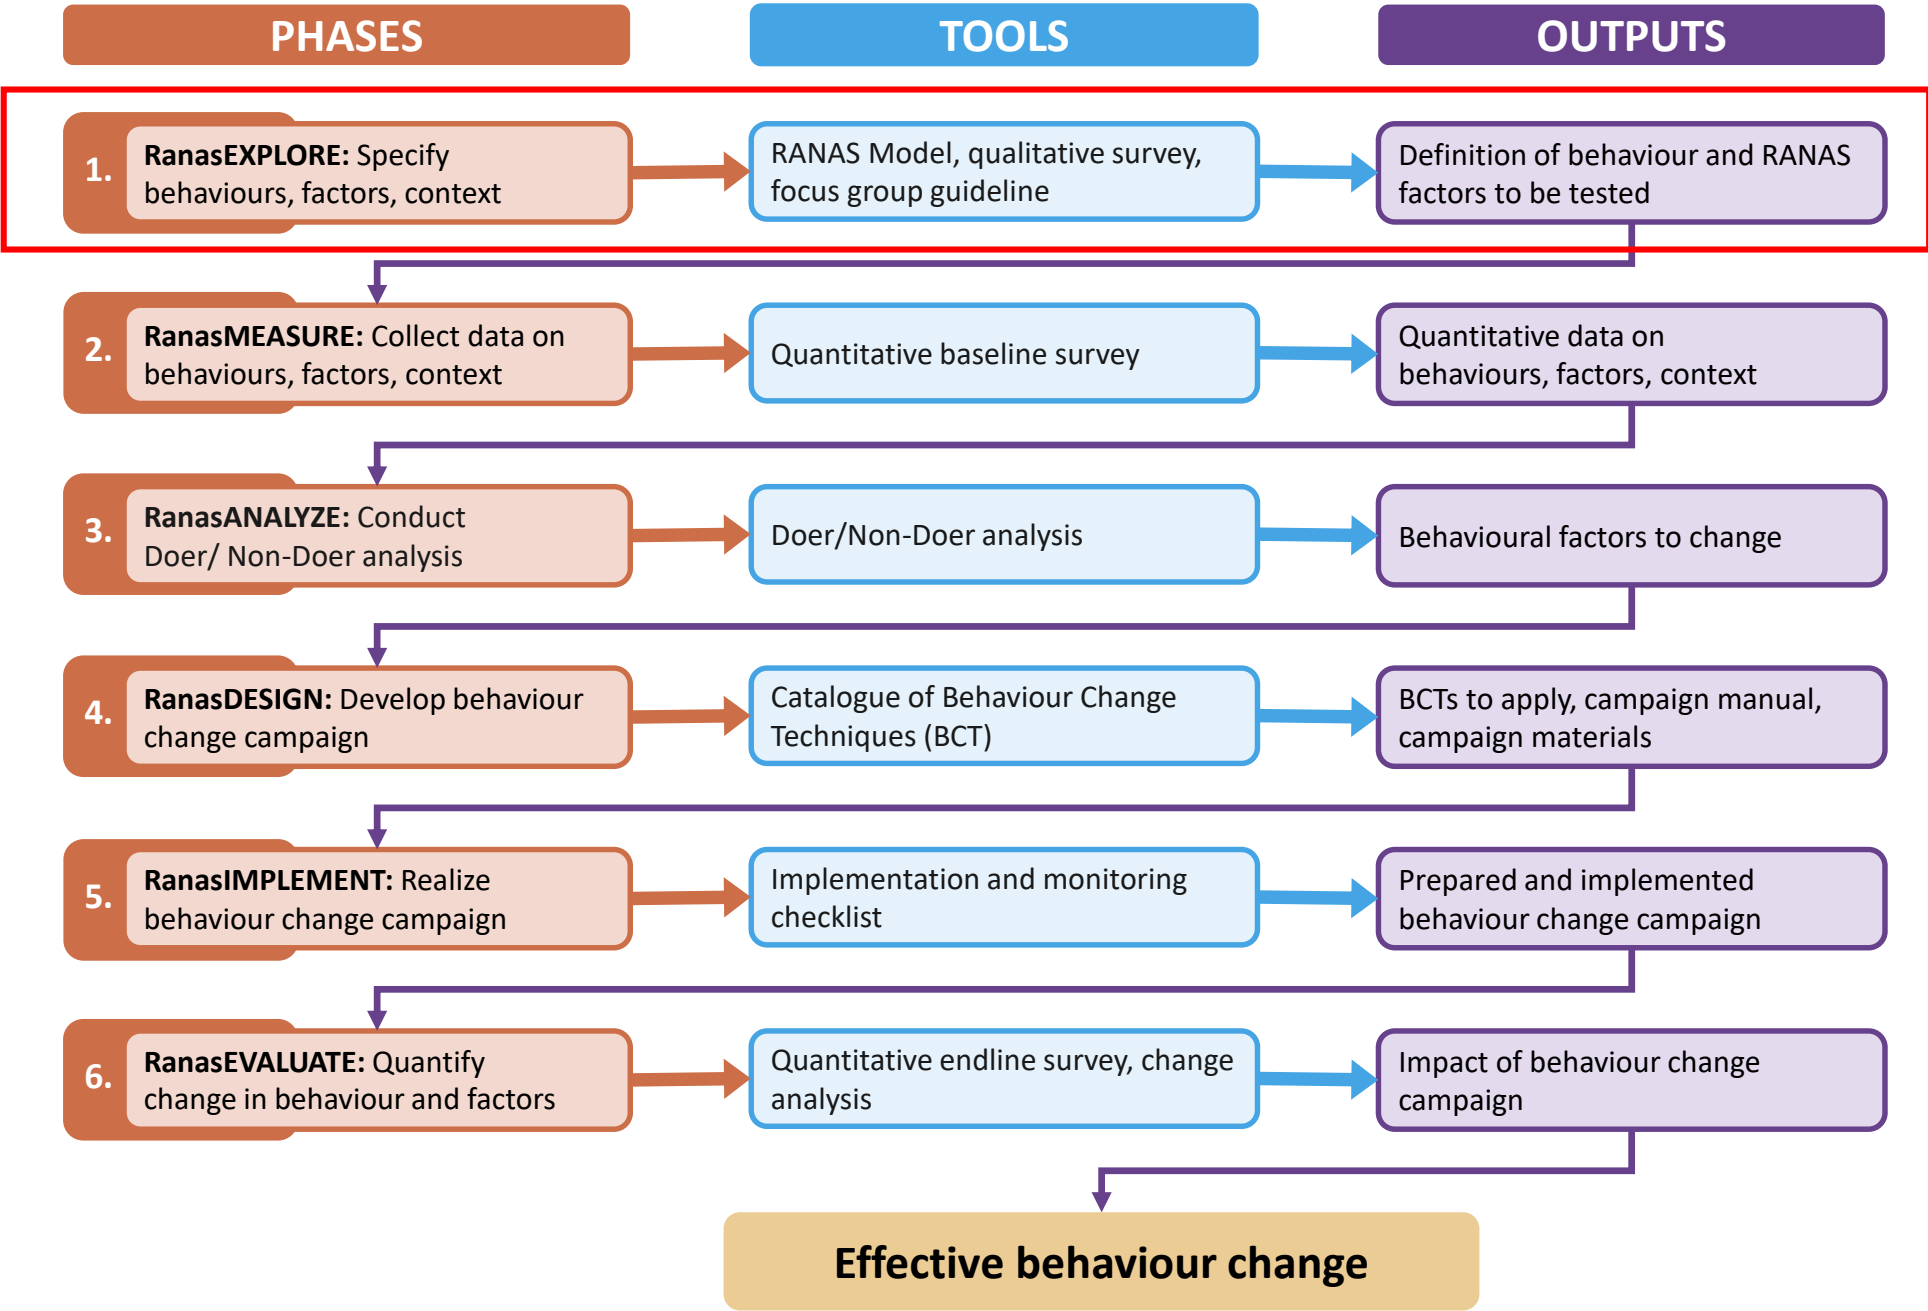 PHASES
TOOLS
OUTPUTS
1.
RanasEXPLORE: Specify
behaviours, factors, context
RANAS Model, qualitative survey,
focus group guideline
Definition of behaviour and RANAS
factors to be tested
2.
RanasMEASURE: Collect data on
behaviours, factors, context
Quantitative baseline survey
Quantitative data on
behaviours, factors, context
3.
RanasANALYZE: Conduct
Doer/ Non-Doer analysis
Doer/Non-Doer analysis
Behavioural factors to change
4.
RanasDESIGN: Develop behaviour
change campaign
Catalogue of Behaviour Change
Techniques (BCT)
BCTs to apply, campaign manual,
campaign materials
5.
RanasIMPLEMENT: Realize
behaviour change campaign
Implementation and monitoring
checklist
Prepared and implemented
behaviour change campaign
6.
RanasEVALUATE: Quantify
change in behaviour and factors
Quantitative endline survey, change
analysis
Impact of behaviour change
campaign
Effective behaviour change